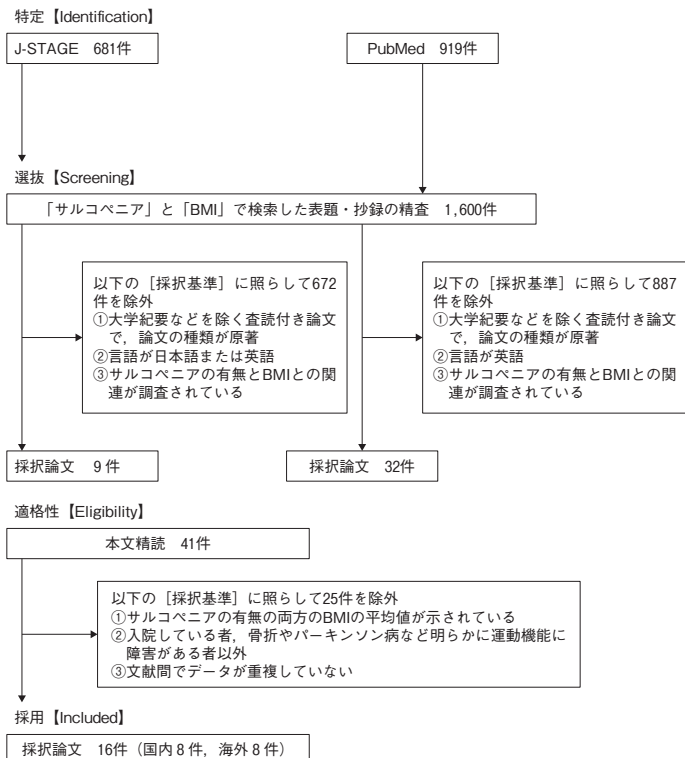 特定【Identification】
J-STAGE 681件
PubMed 919件
選抜【Screening】
「サルコペニア」と「BMI」で検索した表題・抄録の精査 1,600件
以下の［採択基準］に照らして672
件を除外
①大学紀要などを除く査読付き論文
で，論文の種類が原著
②言語が日本語または英語
③サルコペニアの有無とBMIとの関
連が調査されている
以下の［採択基準］に照らして887
件を除外
①大学紀要などを除く査読付き論文
で，論文の種類が原著
②言語が英語
③サルコペニアの有無とBMIとの関
連が調査されている
採択論文 9件
採択論文 32件
適格性【Eligibility】
本文精読 41件
以下の［採択基準］に照らして25件を除外
①サルコペニアの有無の両方のBMIの平均値が示されている
②入院している者，骨折やパーキンソン病など明らかに運動機能に
障害がある者以外
③文献間でデータが重複していない
採用【Included】
採択論文 16件（国内8件，海外8件）